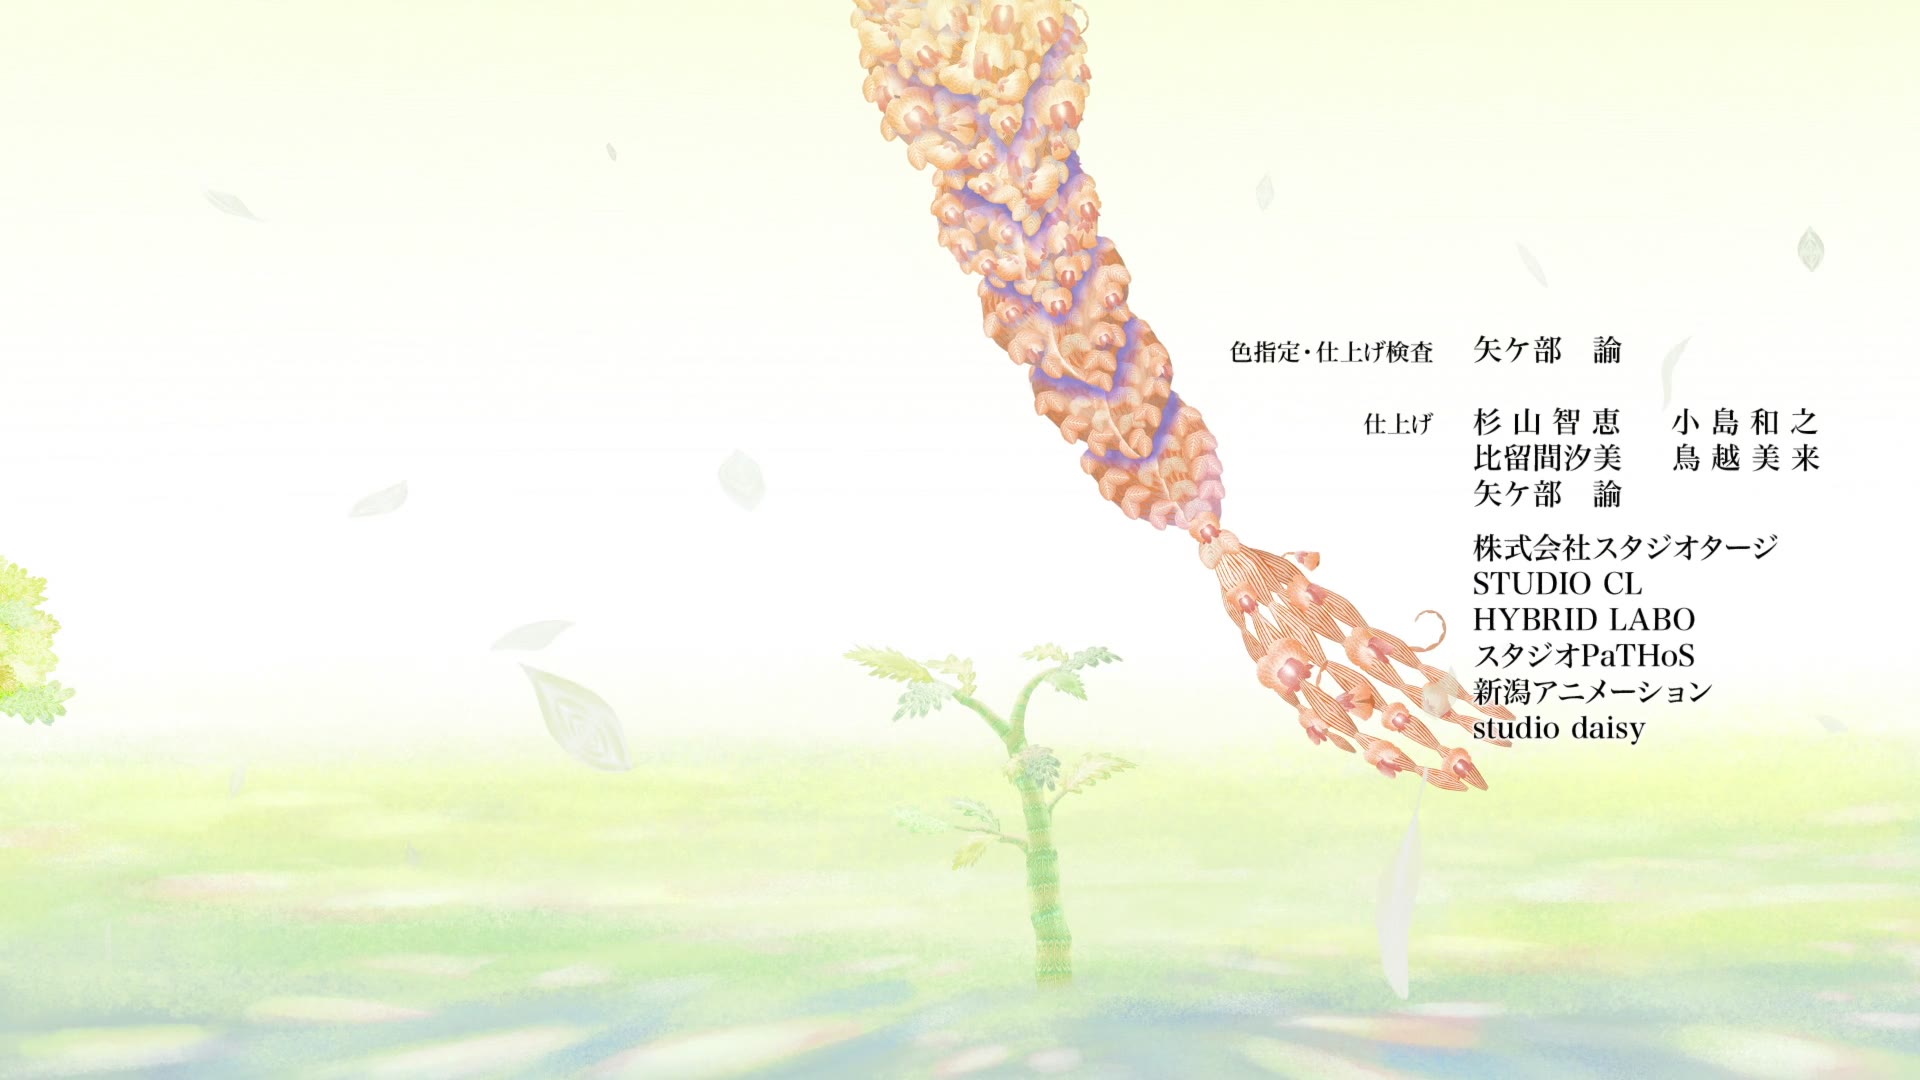 色指定・仕上げ検査 矢ケ部 諭
仕上げ 杉山智恵 小島和之
比留間汐美 鳥越美来
矢ケ部 諭
株式会社スタジオタージ
STUDIO CL
HYBRID LABO
スタジオPaTHoS
新潟アニメーション
studio daisy